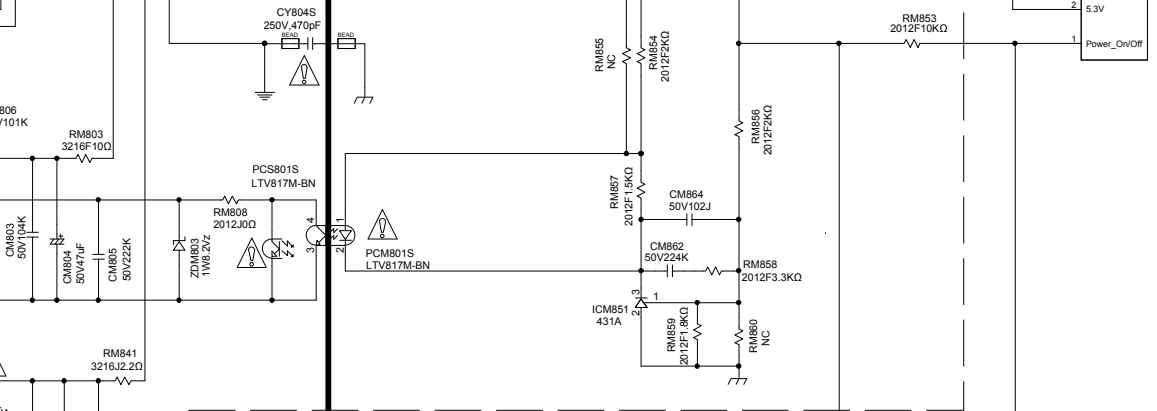 CY804S
250V,470pF
BEAD
BEAD
RM855
NC
RM854
2012F2KΩ
RM853
2012F10KΩ
2
5.3V
1
Power_On/Off
806
/101K
RM803
3216F10Ω
RM856
2012F2KΩ
PCS801S
LTV817M-BN
RM857
2012F1.5KΩ
CM864
50V102J
RM808
2012J0Ω
4
3
1
2
CM803
50V104K
CM804
50V47uF
CM805
50V222K
ZDM803
1W8.2Vz
PCM801S
LTV817M-BN
CM862
50V224K
RM858
2012F3.3KΩ
ICM851
431A
3
2
1
RM859
2012F1.8KΩ
RM860
NC
RM841
3216J2.2Ω